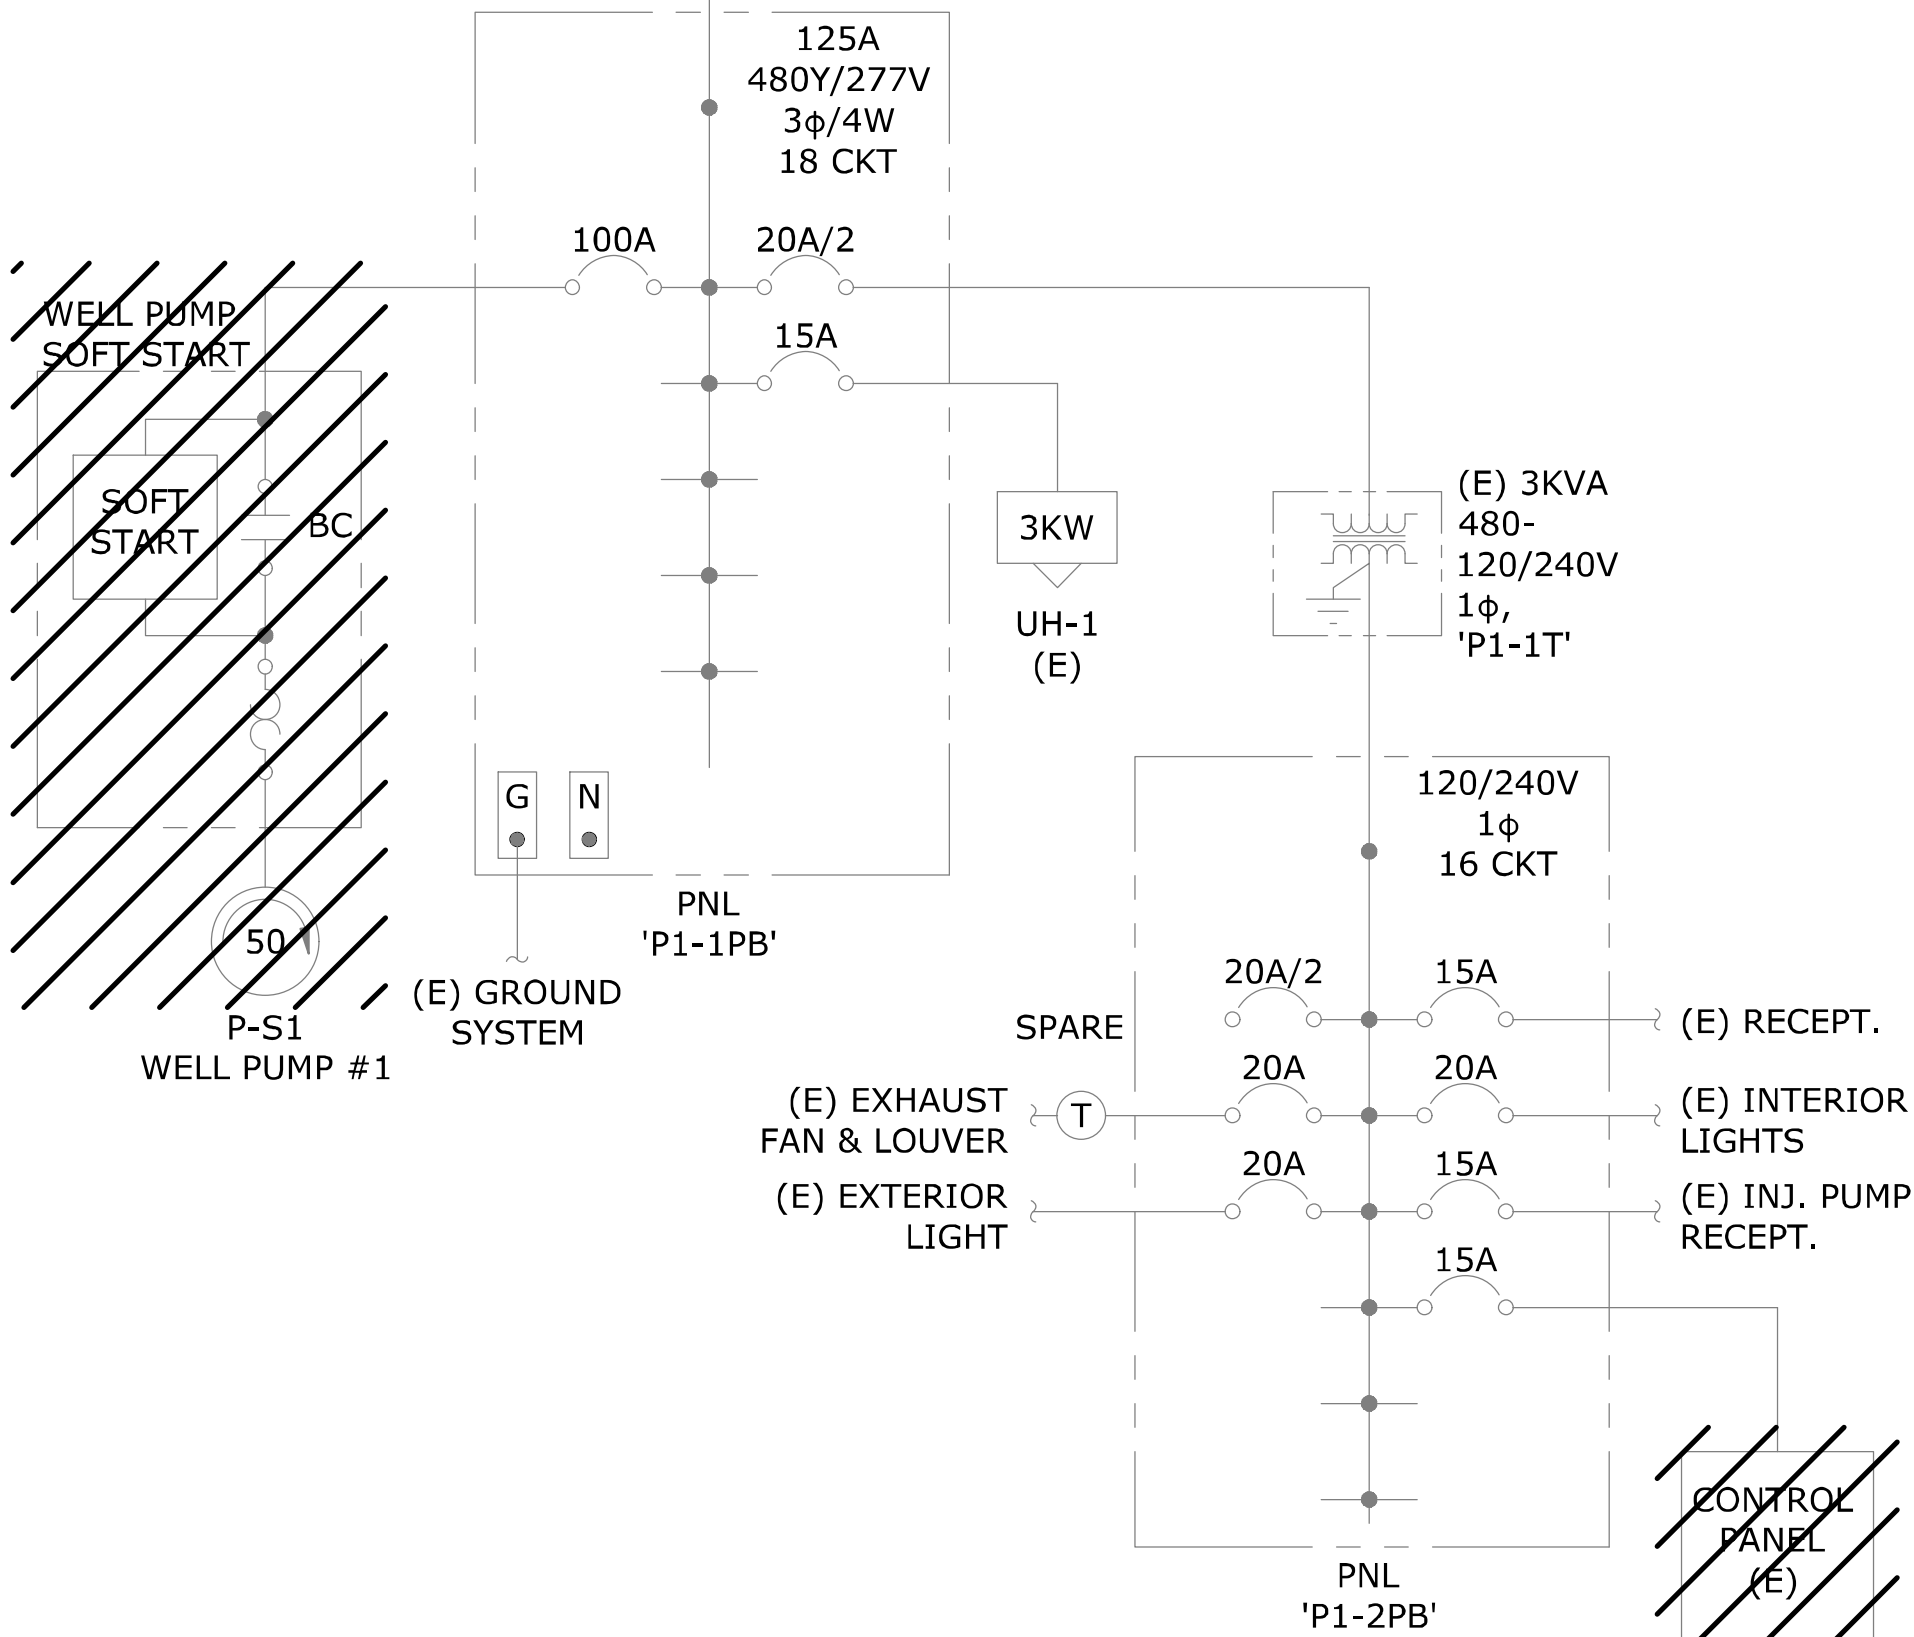 125A
480Y/277V
3ϕ/4W
18 CKT
100A
20A/2
15A
WELL PUMP
SOFT START
SOFT
START
BC
50
P-S1
WELL PUMP #1
3KW
UH-1
(E)
(E) 3KVA
480-
120/240V
1ϕ,
'P1-1T'
G
N
(E) GROUND
SYSTEM
PNL
'P1-1PB'
120/240V
1ϕ
16 CKT
20A/2
15A
SPARE
(E) RECEPT.
20A
20A
(E) EXHAUST
FAN & LOUVER
T
(E) INTERIOR
LIGHTS
20A
15A
(E) EXTERIOR
LIGHT
(E) INJ. PUMP
RECEPT.
15A
CONTROL
PANEL
(E)
PNL
'P1-2PB'